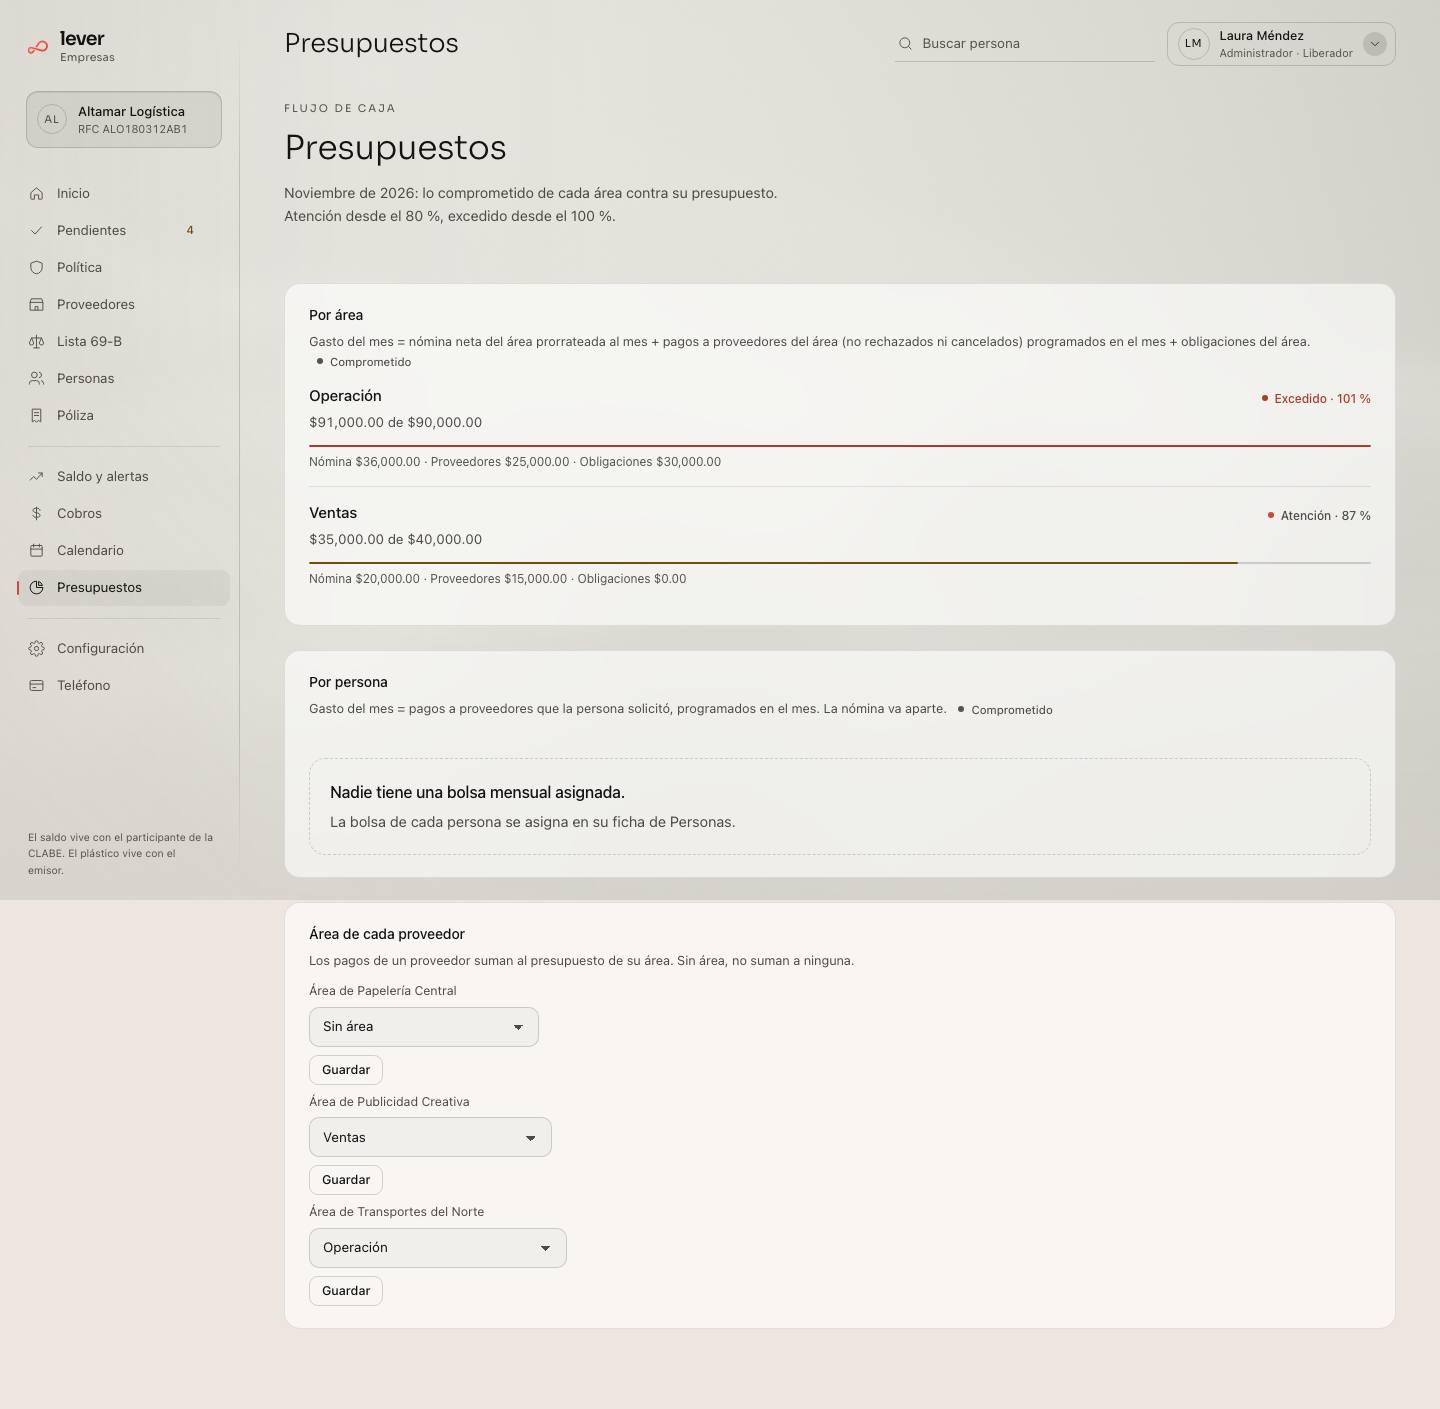 lever
Empresas
AL
Altamar Logística
RFC ALO180312AB1
Inicio
Pendientes 4
Política
Proveedores
Lista 69-B
Personas
Póliza
Saldo y alertas
Cobros
Calendario
Presupuestos
Configuración
Teléfono
El saldo vive con el participante de la
CLABE. El plástico vive con el
emisor.
Presupuestos
Buscar persona
LM
Laura Méndez
Administrador · Liberador
FLUJO DE CAJA
Presupuestos
Noviembre de 2026: lo comprometido de cada área contra su presupuesto.
Atención desde el 80 %, excedido desde el 100 %.
Por área
Gasto del mes = nómina neta del área prorrateada al mes + pagos a proveedores del área (no rechazados ni cancelados) programados en el mes + obligaciones del área.
Comprometido
Operación
Excedido · 101 %
$91,000.00 de $90,000.00
Nómina $36,000.00 · Proveedores $25,000.00 · Obligaciones $30,000.00
Ventas
Atención · 87 %
$35,000.00 de $40,000.00
Nómina $20,000.00 · Proveedores $15,000.00 · Obligaciones $0.00
Por persona
Gasto del mes = pagos a proveedores que la persona solicitó, programados en el mes. La nómina va aparte. Comprometido
Nadie tiene una bolsa mensual asignada.
La bolsa de cada persona se asigna en su ficha de Personas.
Área de cada proveedor
Los pagos de un proveedor suman al presupuesto de su área. Sin área, no suman a ninguna.
Área de Papelería Central
Sin área
Guardar
Área de Publicidad Creativa
Ventas
Guardar
Área de Transportes del Norte
Operación
Guardar